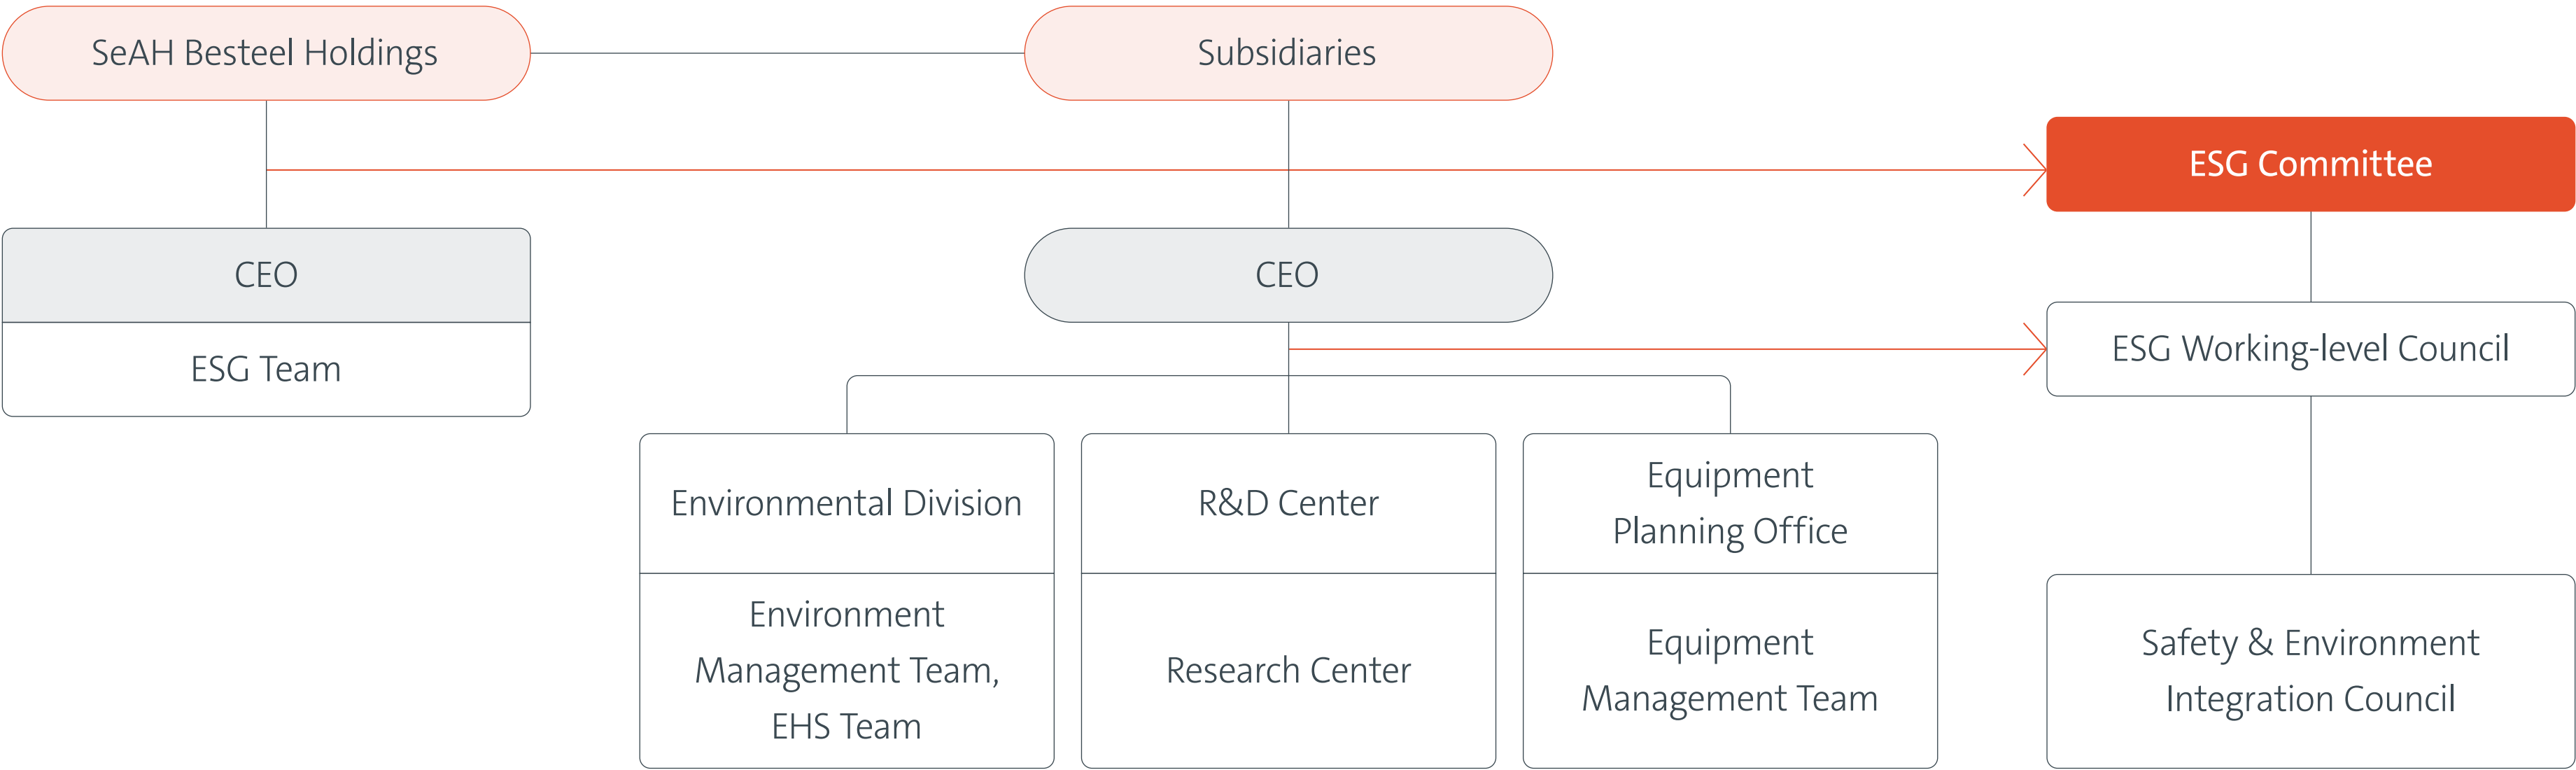 SeAH Besteel Holdings
Subsidiaries
ESG Committee
CEO
ESG Team
CEO
ESG Working-level Council
Environmental Division
Environment
Management Team,
EHS Team
R&D Center
Research Center
Equipment
Planning Office
Equipment
Management Team
Safety & Environment
Integration Council